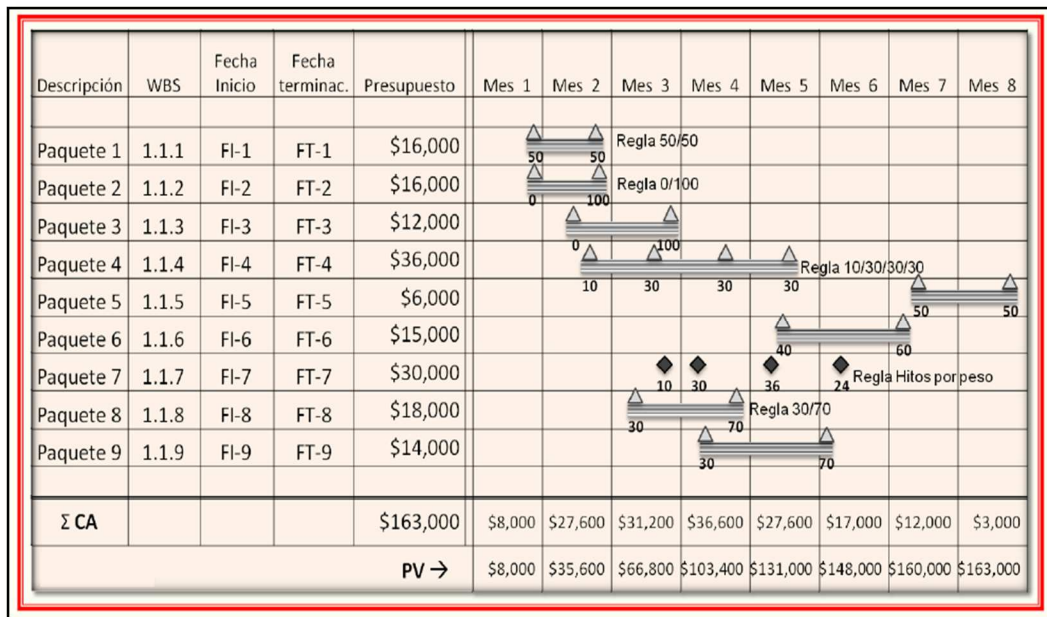 Descripción WBS Fecha Inicio Fecha terminac. Presupuesto Mes 1 Mes 2 Mes 3 Mes 4 Mes 5 Mes 6 Mes 7 Mes 8
Paquete 1 1.1.1 FI-1 FT-1 $16,000 50 50 Regla 50/50
Paquete 2 1.1.2 FI-2 FT-2 $16,000 0 100 Regla 0/100
Paquete 3 1.1.3 FI-3 FT-3 $12,000 0 100
Paquete 4 1.1.4 FI-4 FT-4 $36,000 10 30 30 30 Regla 10/30/30/30
Paquete 5 1.1.5 FI-5 FT-5 $6,000 50 50
Paquete 6 1.1.6 FI-6 FT-6 $15,000 40 60
Paquete 7 1.1.7 FI-7 FT-7 $30,000 10 30 36 24 Regla Hitos por peso
Paquete 8 1.1.8 FI-8 FT-8 $18,000 30 70 Regla 30/70
Paquete 9 1.1.9 FI-9 FT-9 $14,000 30 70
Σ CA $163,000 $8,000 $27,600 $31,200 $36,600 $27,600 $17,000 $12,000 $3,000
PV → $8,000 $35,600 $66,800 $103,400 $131,000 $148,000 $160,000 $163,000